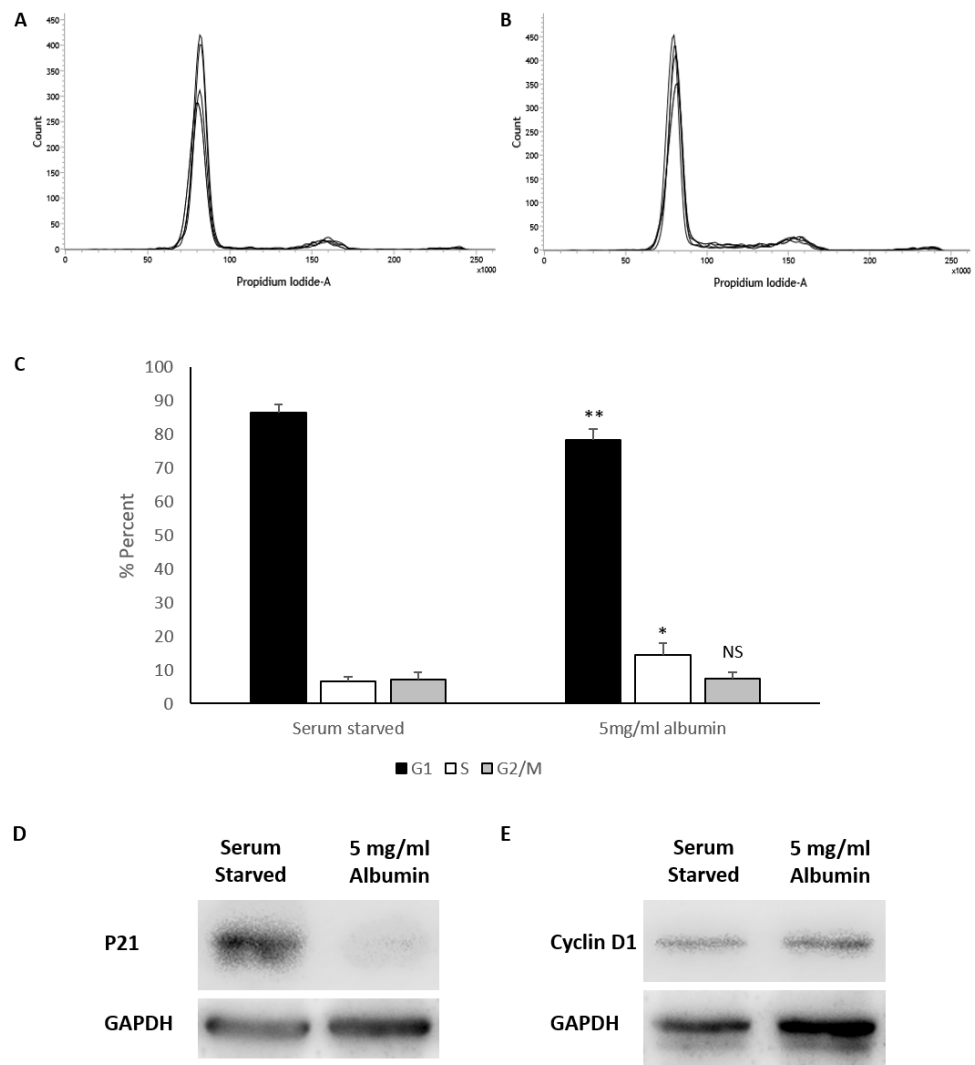 A
B
450
400
350
300
250
200
150
100
50
0
Count
0 50 100 150 200 250
x1000
Propidium Iodide-A
450
400
350
300
250
200
150
100
50
0
Count
0 50 100 150 200 250
x1000
Propidium Iodide-A
C
100
90
80
70
60
50
40
30
20
10
0
% Percent
**
*
NS
Serum starved
5mg/ml albumin
G1 S G2/M
D
Serum
Starved
5 mg/ml
Albumin
P21
GAPDH
E
Serum
Starved
5 mg/ml
Albumin
Cyclin D1
GAPDH